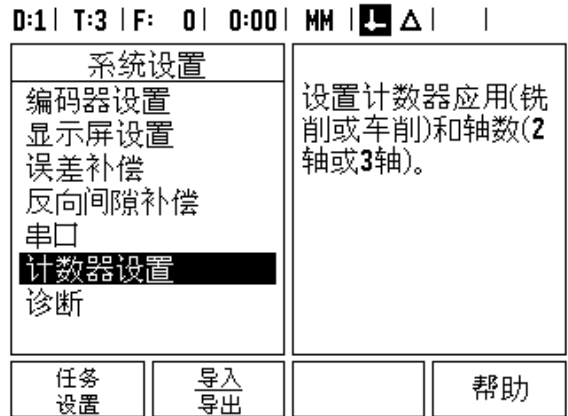 D:1 | T:3 | F: 0 | 0:00 | MM | Δ | |
系统设置
编码器设置
显示屏设置
误差补偿
反向间隙补偿
串口
计数器设置
诊断
设置计数器应用(铣
削或车削)和轴数(2
轴或3轴)。
任务
设置
导入
导出
帮助